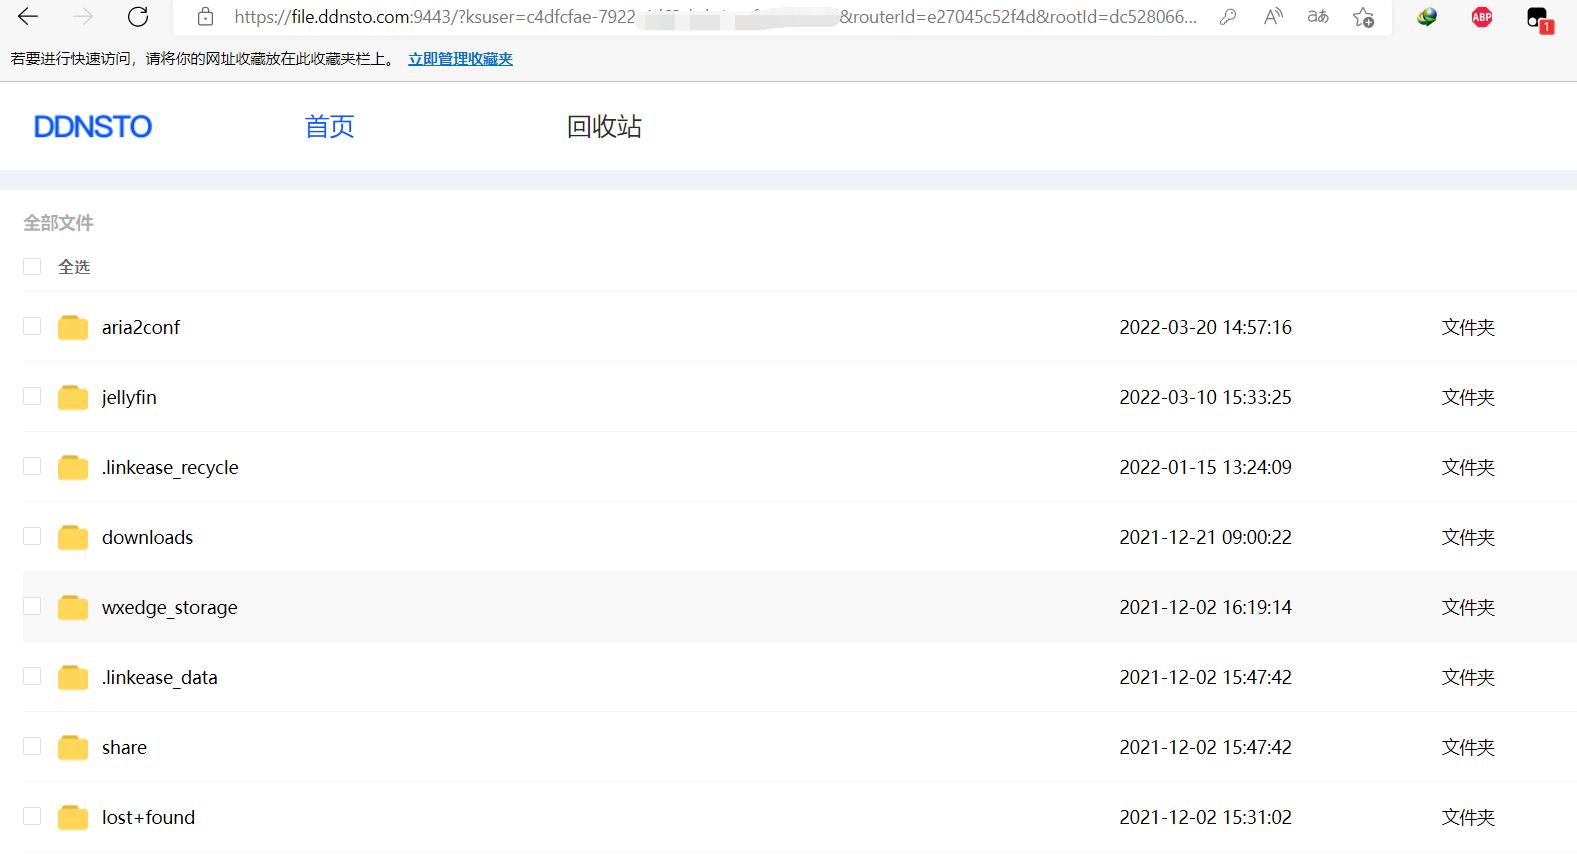 https://file.ddnsto.com:9443/?ksuser=c4dfcfae-7922 &routerId=e27045c52f4d&rootId=dc528066...
aあ
ABP
1
若要进行快速访问，请将你的网址收藏放在此收藏夹栏上。 立即管理收藏夹
DDNSTO 首页 回收站
全部文件
全选
aria2conf 2022-03-20 14:57:16 文件夹
jellyfin 2022-03-10 15:33:25 文件夹
.linkease_recycle 2022-01-15 13:24:09 文件夹
downloads 2021-12-21 09:00:22 文件夹
wxedge_storage 2021-12-02 16:19:14 文件夹
.linkease_data 2021-12-02 15:47:42 文件夹
share 2021-12-02 15:47:42 文件夹
lost+found 2021-12-02 15:31:02 文件夹